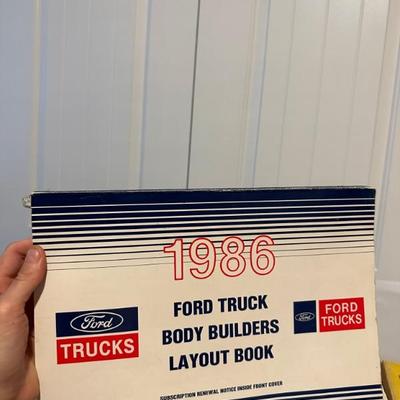 1986
FORD TRUCK
BODY BUILDERS
LAYOUT BOOK
Ford
TRUCKS
Ford
FORD
TRUCKS
SUBSCRIPTION RENEWAL NOTICE INSIDE FRONT COVER